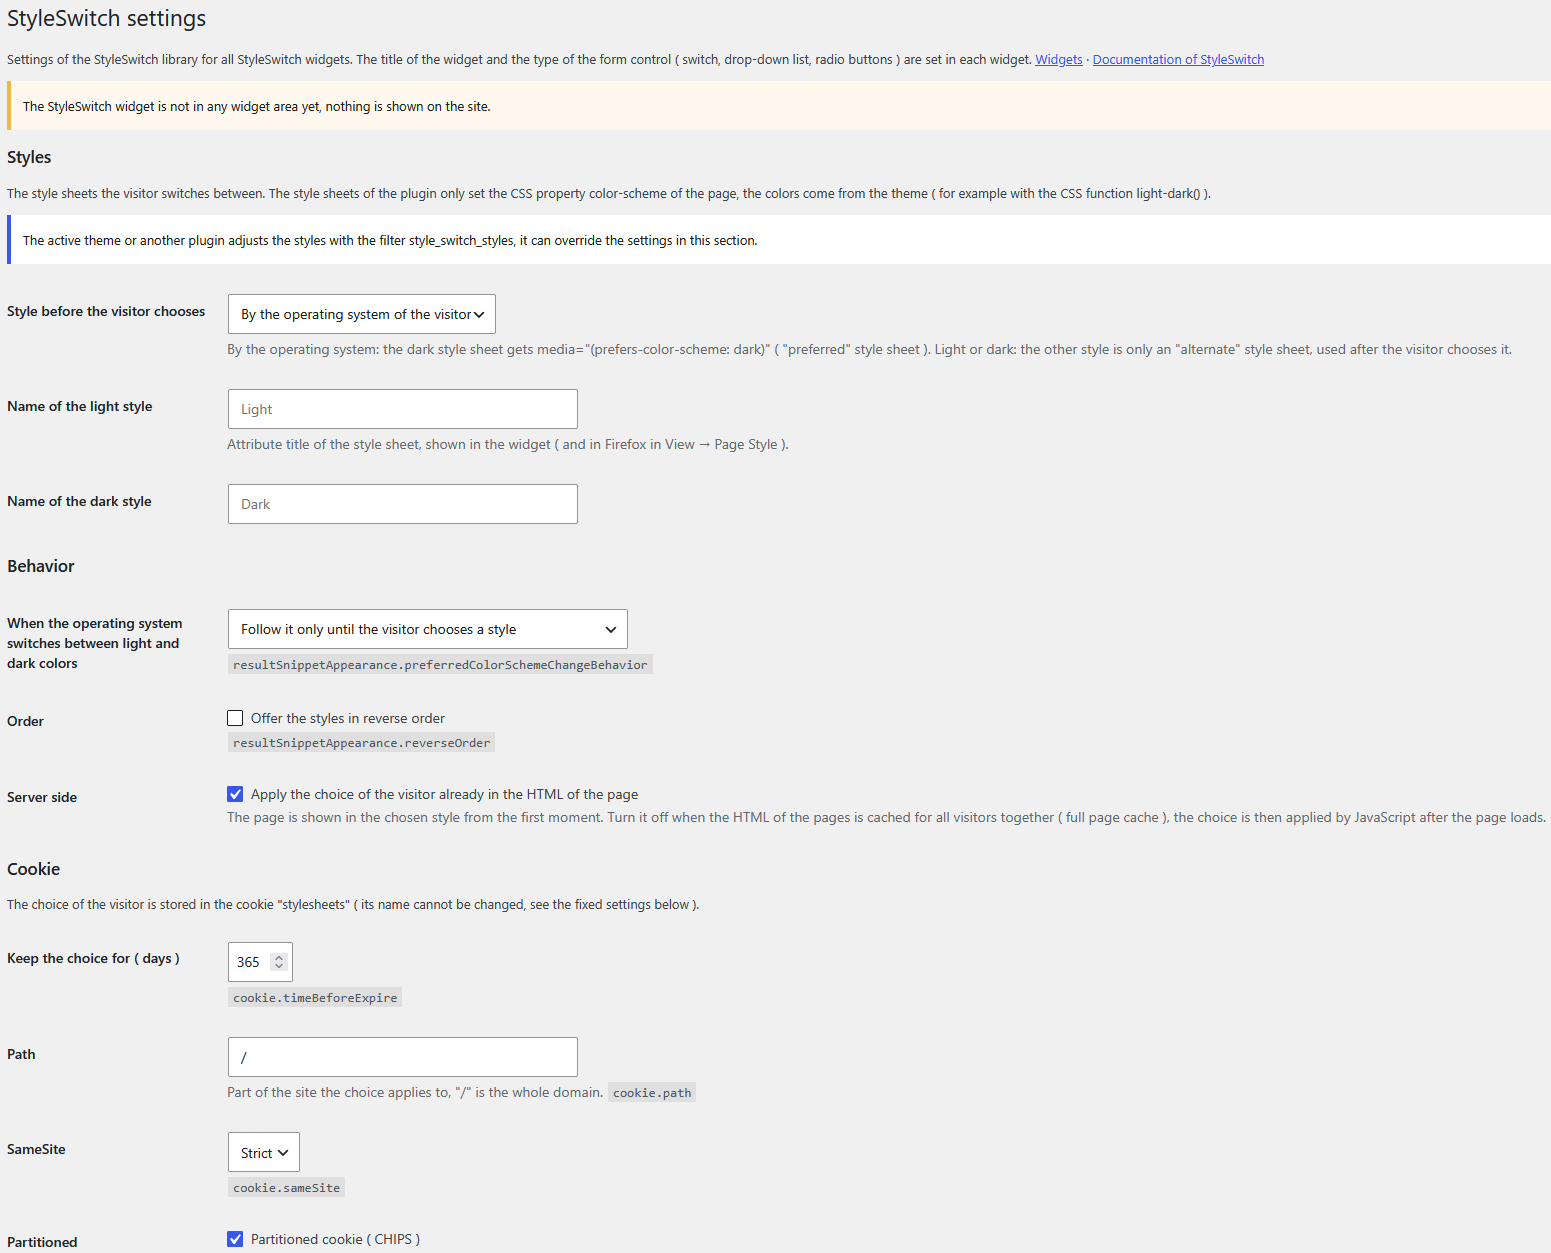 StyleSwitch settings
Settings of the StyleSwitch library for all StyleSwitch widgets. The title of the widget and the type of the form control ( switch, drop-down list, radio buttons ) are set in each widget. Widgets · Documentation of StyleSwitch
The StyleSwitch widget is not in any widget area yet, nothing is shown on the site.
Styles
The style sheets the visitor switches between. The style sheets of the plugin only set the CSS property color-scheme of the page, the colors come from the theme ( for example with the CSS function light-dark() ).
The active theme or another plugin adjusts the styles with the filter style_switch_styles, it can override the settings in this section.
Style before the visitor chooses
By the operating system of the visitor
By the operating system: the dark style sheet gets media="(prefers-color-scheme: dark)" ( "preferred" style sheet ). Light or dark: the other style is only an "alternate" style sheet, used after the visitor chooses it.
Name of the light style
Light
Attribute title of the style sheet, shown in the widget ( and in Firefox in View → Page Style ).
Name of the dark style
Dark
Behavior
When the operating system
switches between light and
dark colors
Follow it only until the visitor chooses a style
resultSnippetAppearance.preferredColorSchemeChangeBehavior
Order
Offer the styles in reverse order
resultSnippetAppearance.reverseOrder
Server side
Apply the choice of the visitor already in the HTML of the page
The page is shown in the chosen style from the first moment. Turn it off when the HTML of the pages is cached for all visitors together ( full page cache ), the choice is then applied by JavaScript after the page loads.
Cookie
The choice of the visitor is stored in the cookie "stylesheets" ( its name cannot be changed, see the fixed settings below ).
Keep the choice for ( days )
365
cookie.timeBeforeExpire
Path
/
Part of the site the choice applies to, "/" is the whole domain. cookie.path
SameSite
Strict
cookie.sameSite
Partitioned
Partitioned cookie ( CHIPS )